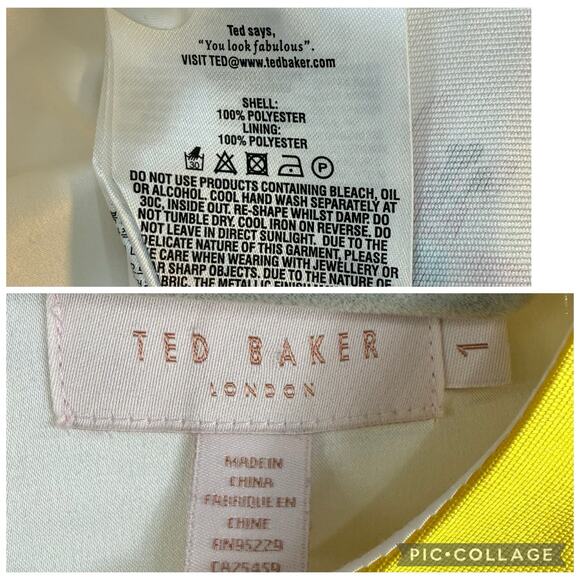 Ted says,
"You look fabulous".
VISIT TED@www.tedbaker.com
SHELL:
100% POLYESTER
LINING:
100% POLYESTER
30 P
DO NOT USE PRODUCTS CONTAINING BLEACH, OIL
OR ALCOHOL. COOL HAND WASH SEPARATELY AT
30C, INSIDE OUT. RE-SHAPE WHILST DAMP DO
NOT TUMBLE DRY. COOL IRON ON REVERSE. DO
NOT LEAVE IN DIRECT SUNLIGHT. DUE TO THE
DELICATE NATURE OF THIS GARMENT, PLEASE
CARE WHEN WEARING WITH JEWELLERY OR
SHARP OBJECTS. DUE TO THE NATURE OF
THE METALLIC FINISH
TED BAKER
LONDON
1
MADE IN
CHINA
FABRIQUE EN
CHINE
RN95229
CA25459
PIC•COLLAGE